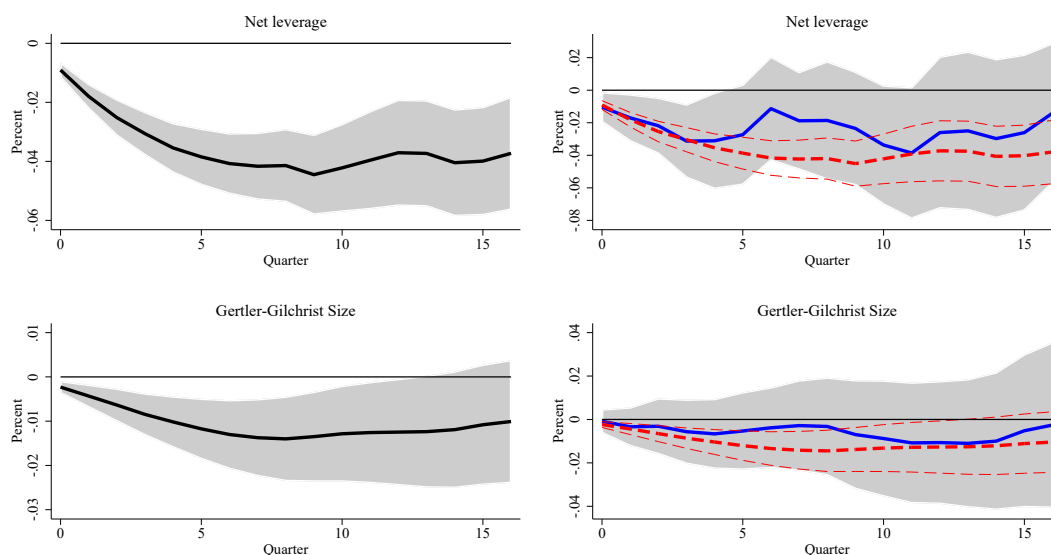 Net leverage
Percent
0
-.02
-.04
-.06
0 5 10 15
Quarter
Net leverage
Percent
.02
0
-.02
-.04
-.06
-.08
0 5 10 15
Quarter
Gertler-Gilchrist Size
Percent
.01
0
-.01
-.02
-.03
0 5 10 15
Quarter
Gertler-Gilchrist Size
Percent
.04
.02
0
-.02
-.04
0 5 10 15
Quarter